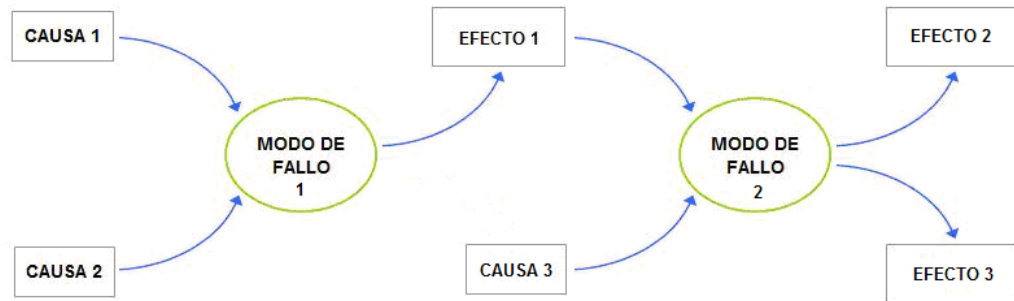 CAUSA 1
EFECTO 1
EFECTO 2
MODO DE
FALLO
1
MODO DE
FALLO
2
CAUSA 2
CAUSA 3
EFECTO 3